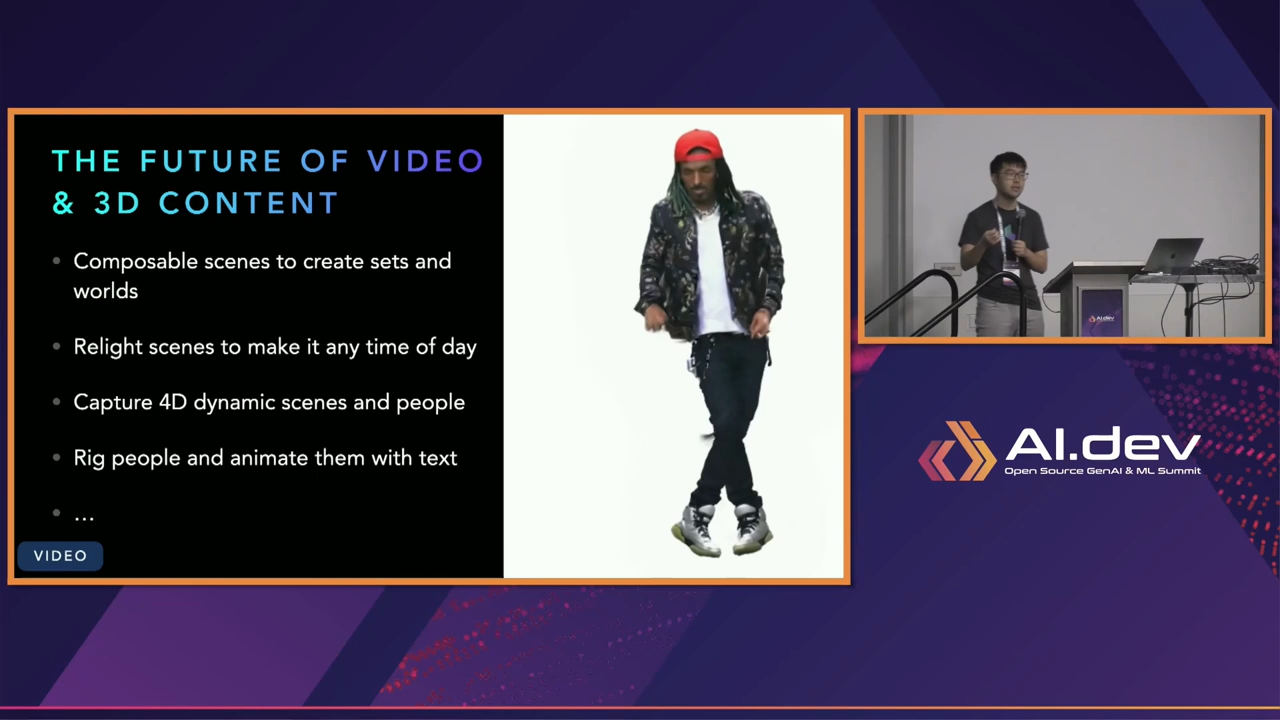 THE FUTURE OF VIDEO
& 3D CONTENT
Composable scenes to create sets and
worlds
Relight scenes to make it any time of day
Capture 4D dynamic scenes and people
Rig people and animate them with text
...
VIDEO
AI.dev
AI.dev
Open Source GenAI & ML Summit